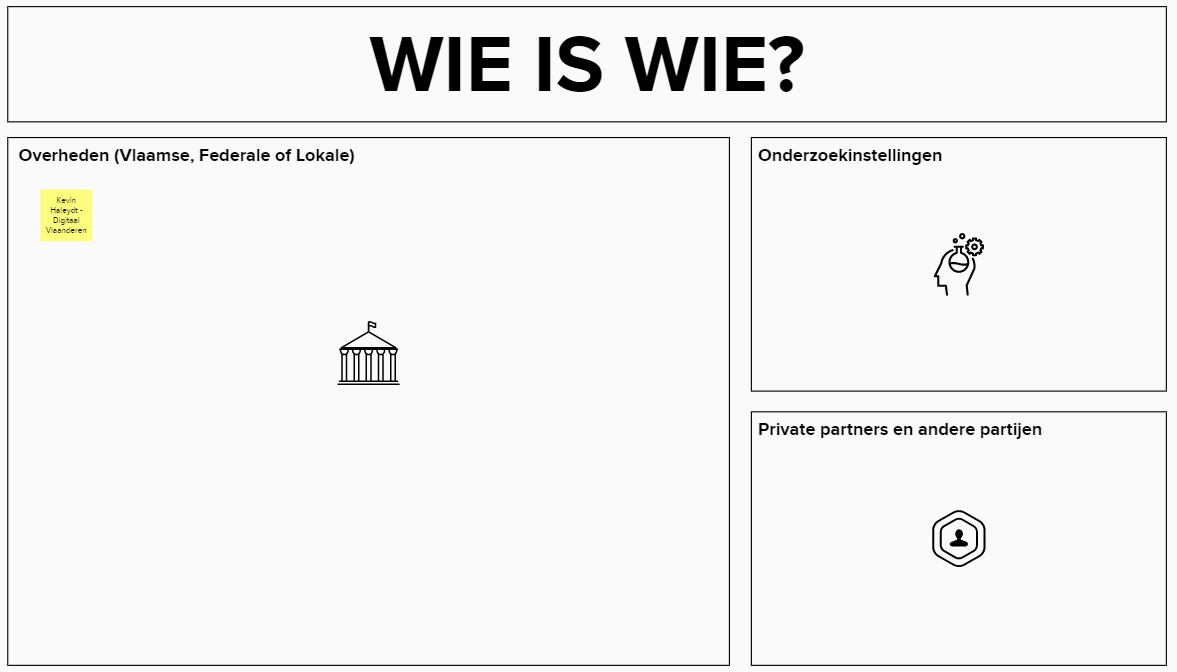 WIE IS WIE?
Overheden (Vlaamse, Federale of Lokale)
Kevin
Haleydt -
Digitaal
Vlaanderen
Onderzoekinstellingen
Private partners en andere partijen